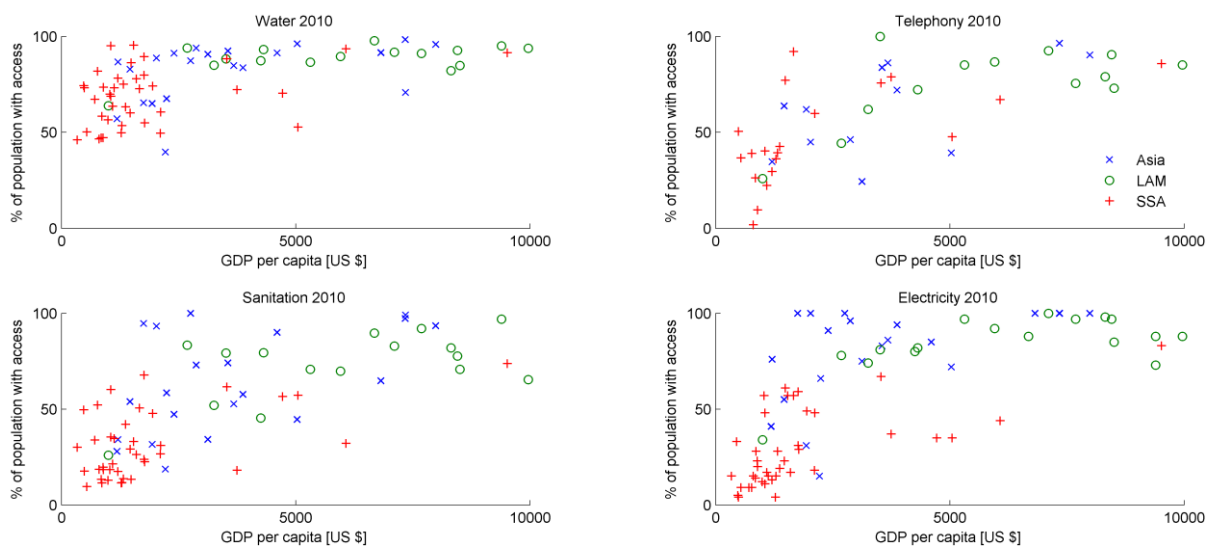 Water 2010
% of population with access
100
50
0
0
5000
10000
GDP per capita [US $]
Telephony 2010
% of population with access
100
50
0
0
5000
10000
GDP per capita [US $]
Asia
LAM
SSA
Sanitation 2010
% of population with access
100
50
0
0
5000
10000
GDP per capita [US $]
Electricity 2010
% of population with access
100
50
0
0
5000
10000
GDP per capita [US $]